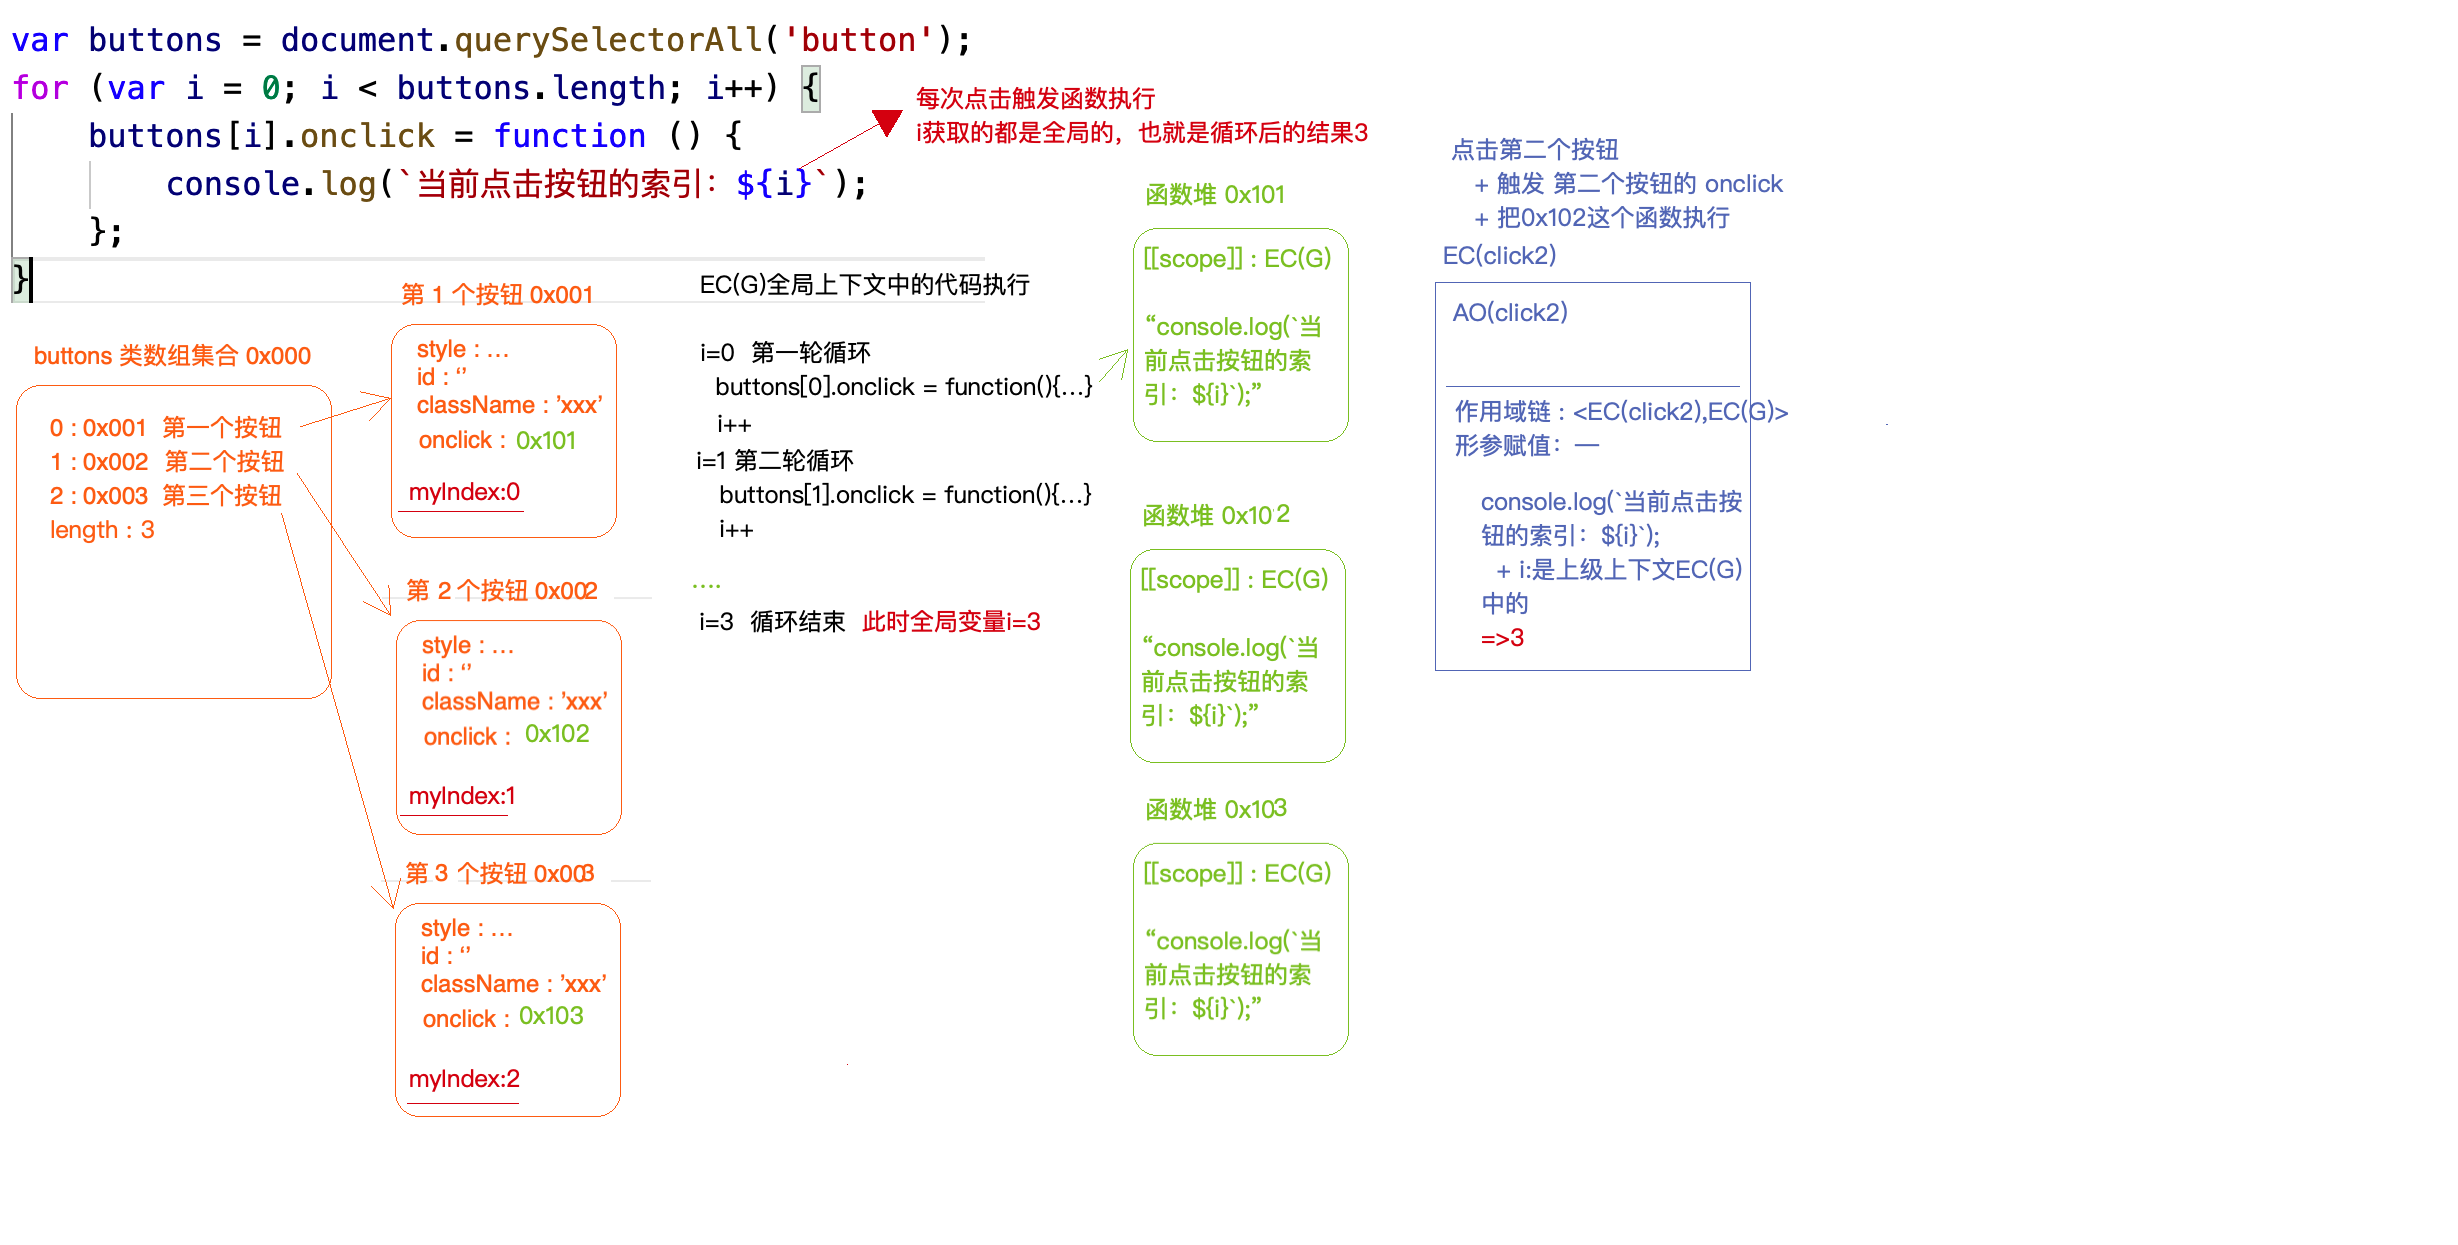 var buttons = document.querySelectorAll('button');
for (var i = 0; i < buttons.length; i++) {
buttons[i].onclick = function () {
console.log(`当前点击按钮的索引：${i}`);
};
}
每次点击触发函数执行
i获取的都是全局的，也就是循环后的结果3
buttons 类数组集合 0x000
0 : 0x001 第一个按钮
1 : 0x002 第二个按钮
2 : 0x003 第三个按钮
length : 3
第 1 个按钮 0x001
style : …
id : ‘’
className : ’xxx’
onclick : 0x101
myIndex:0
第 2 个按钮 0x002
style : …
id : ‘’
className : ’xxx’
onclick : 0x102
myIndex:1
第 3 个按钮 0x003
style : …
id : ‘’
className : ’xxx’
onclick : 0x103
myIndex:2
EC(G)全局上下文中的代码执行
i=0 第一轮循环
buttons[0].onclick = function(){…}
i++
i=1 第二轮循环
buttons[1].onclick = function(){…}
i++
….
i=3 循环结束 此时全局变量i=3
函数堆 0x101
[[scope]] : EC(G)
“console.log(`当
前点击按钮的索
引：${i}`);”
函数堆 0x102
[[scope]] : EC(G)
“console.log(`当
前点击按钮的索
引：${i}`);”
函数堆 0x103
[[scope]] : EC(G)
“console.log(`当
前点击按钮的索
引：${i}`);”
点击第二个按钮
+ 触发 第二个按钮的 onclick
+ 把0x102这个函数执行
EC(click2)
AO(click2)
作用域链 : <EC(click2),EC(G)>
形参赋值：—
console.log(`当前点击按
钮的索引：${i}`);
+ i:是上级上下文EC(G)
中的
=>3